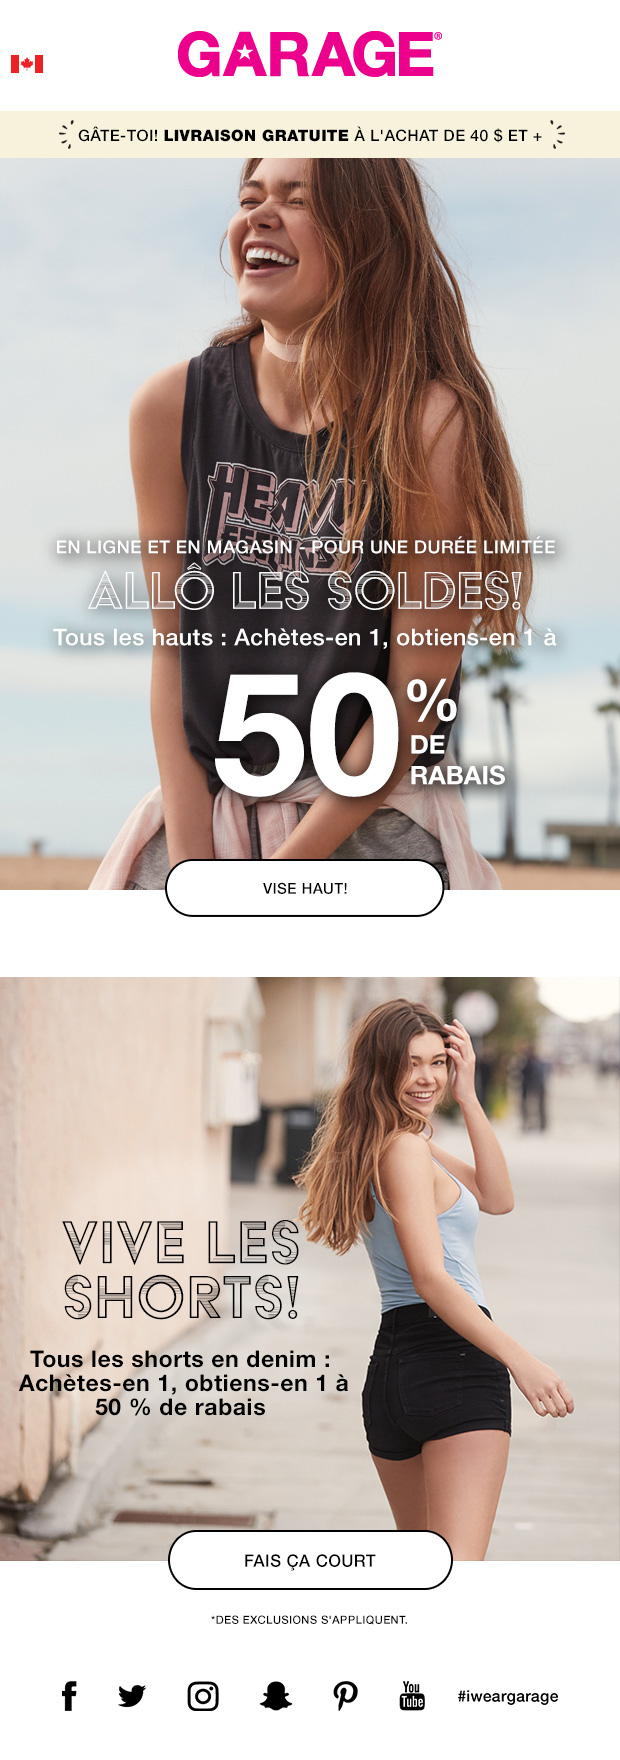 GARAGE®
GÂTE-TOI! LIVRAISON GRATUITE À L'ACHAT DE 40 $ ET +
HEAVY
EN LIGNE ET EN MAGASIN - POUR UNE DURÉE LIMITÉE
ALLÔ LES SOLDES!
Tous les hauts : Achètes-en 1, obtiens-en 1 à
50 %
DE
RABAIS
VISE HAUT!
VIVE LES
SHORTS!
Tous les shorts en denim :
Achètes-en 1, obtiens-en 1 à
50 % de rabais
FAIS ÇA COURT
*DES EXCLUSIONS S'APPLIQUENT.
You
Tube
#iweargarage